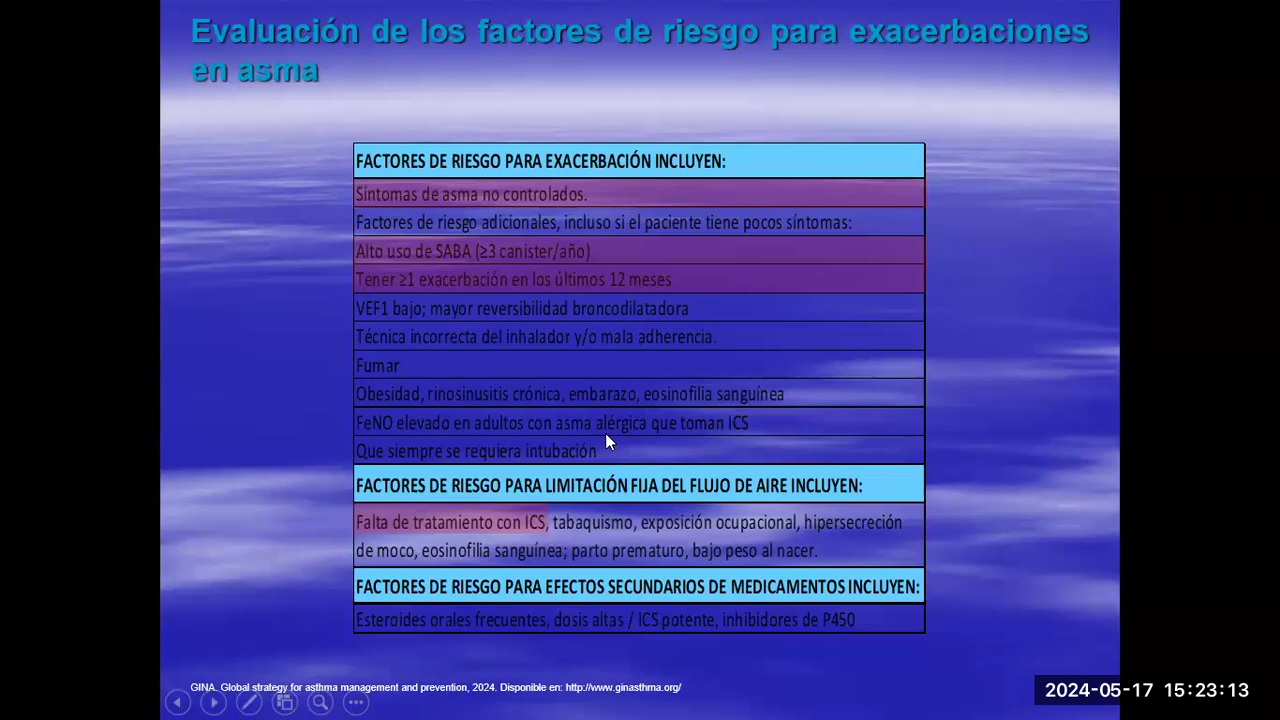 Evaluación de los factores de riesgo para exacerbaciones
en asma
FACTORES DE RIESGO PARA EXACERBACIÓN INCLUYEN:
Síntomas de asma no controlados.
Factores de riesgo adicionales, incluso si el paciente tiene pocos síntomas:
Alto uso de SABA (≥3 canister/año)
Tener ≥1 exacerbación en los últimos 12 meses
VEF1 bajo; mayor reversibilidad broncodilatadora
Técnica incorrecta del inhalador y/o mala adherencia.
Fumar
Obesidad, rinosinusitis crónica, embarazo, eosinofilia sanguínea
FeNO elevado en adultos con asma alérgica que toman ICS
Que siempre se requiera intubación
FACTORES DE RIESGO PARA LIMITACIÓN FIJA DEL FLUJO DE AIRE INCLUYEN:
Falta de tratamiento con ICS, tabaquismo, exposición ocupacional, hipersecreción
de moco, eosinofilia sanguínea; parto prematuro, bajo peso al nacer.
FACTORES DE RIESGO PARA EFECTOS SECUNDARIOS DE MEDICAMENTOS INCLUYEN:
Esteroides orales frecuentes, dosis altas / ICS potente, inhibidores de P450
GINA. Global strategy for asthma management and prevention, 2024. Disponible en: http://www.ginasthma.org/
2024-05-17 15:23:13